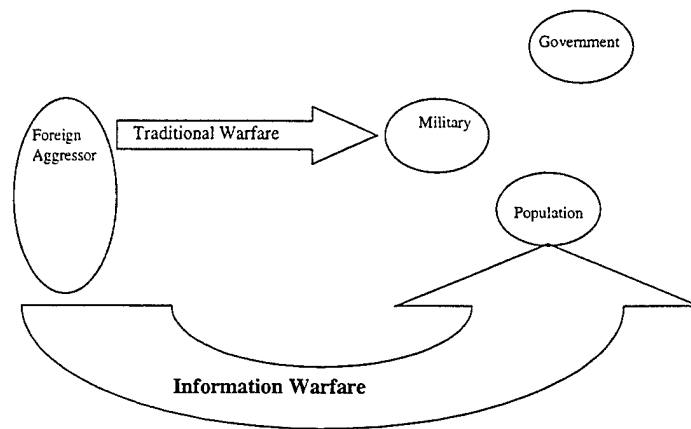 Government
Foreign
Aggressor
Traditional Warfare
Military
Population
Information Warfare